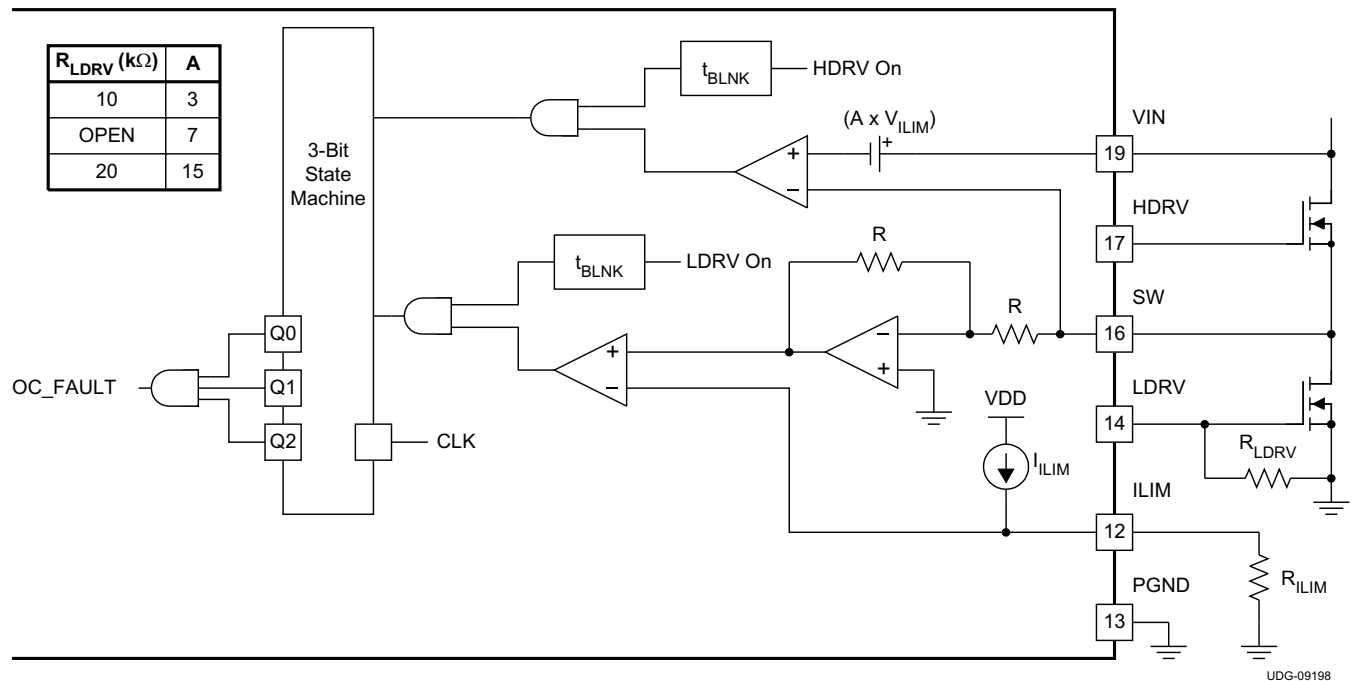 R_LDRV (kΩ) A
10 3
OPEN 7
20 15
3-Bit
State
Machine
t_BLNK
HDRV On
(A x V_ILIM)
+
+
−
VIN
19
HDRV
17
t_BLNK
LDRV On
R
R
SW
16
+
−
−
+
LDRV
14
R_LDRV
VDD
I_ILIM
ILIM
12
R_ILIM
PGND
13
Q0
Q1
Q2
OC_FAULT
CLK
UDG-09198